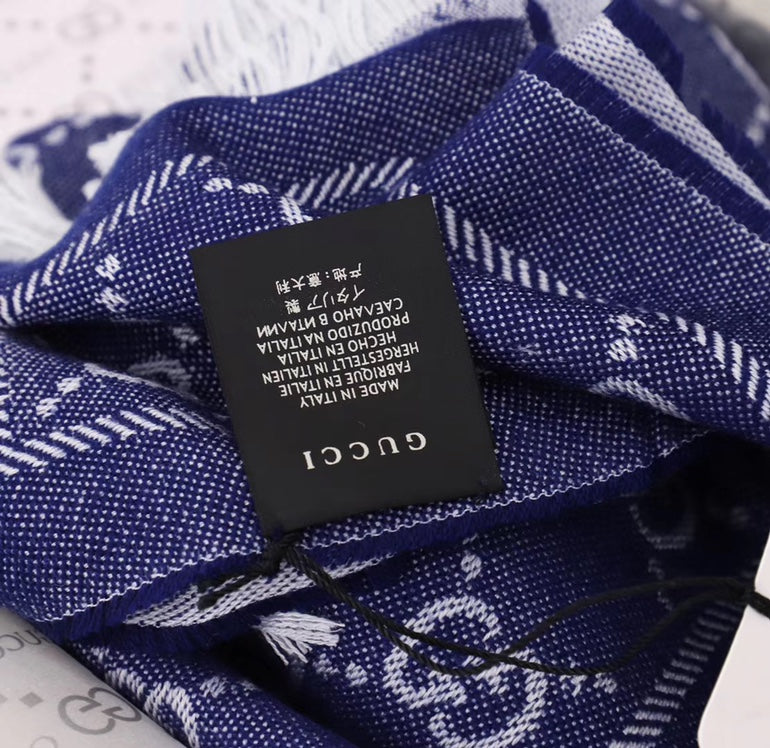 GUCCI
MADE IN ITALY
FABRIQUE EN ITALIE
HERGESTELLT IN ITALIEN
HECHO EN ITALIA
PRODUZIDO NA ITALIA
САЕЛАНО В ИТАЛИИ
イタリア製
产地：意大利